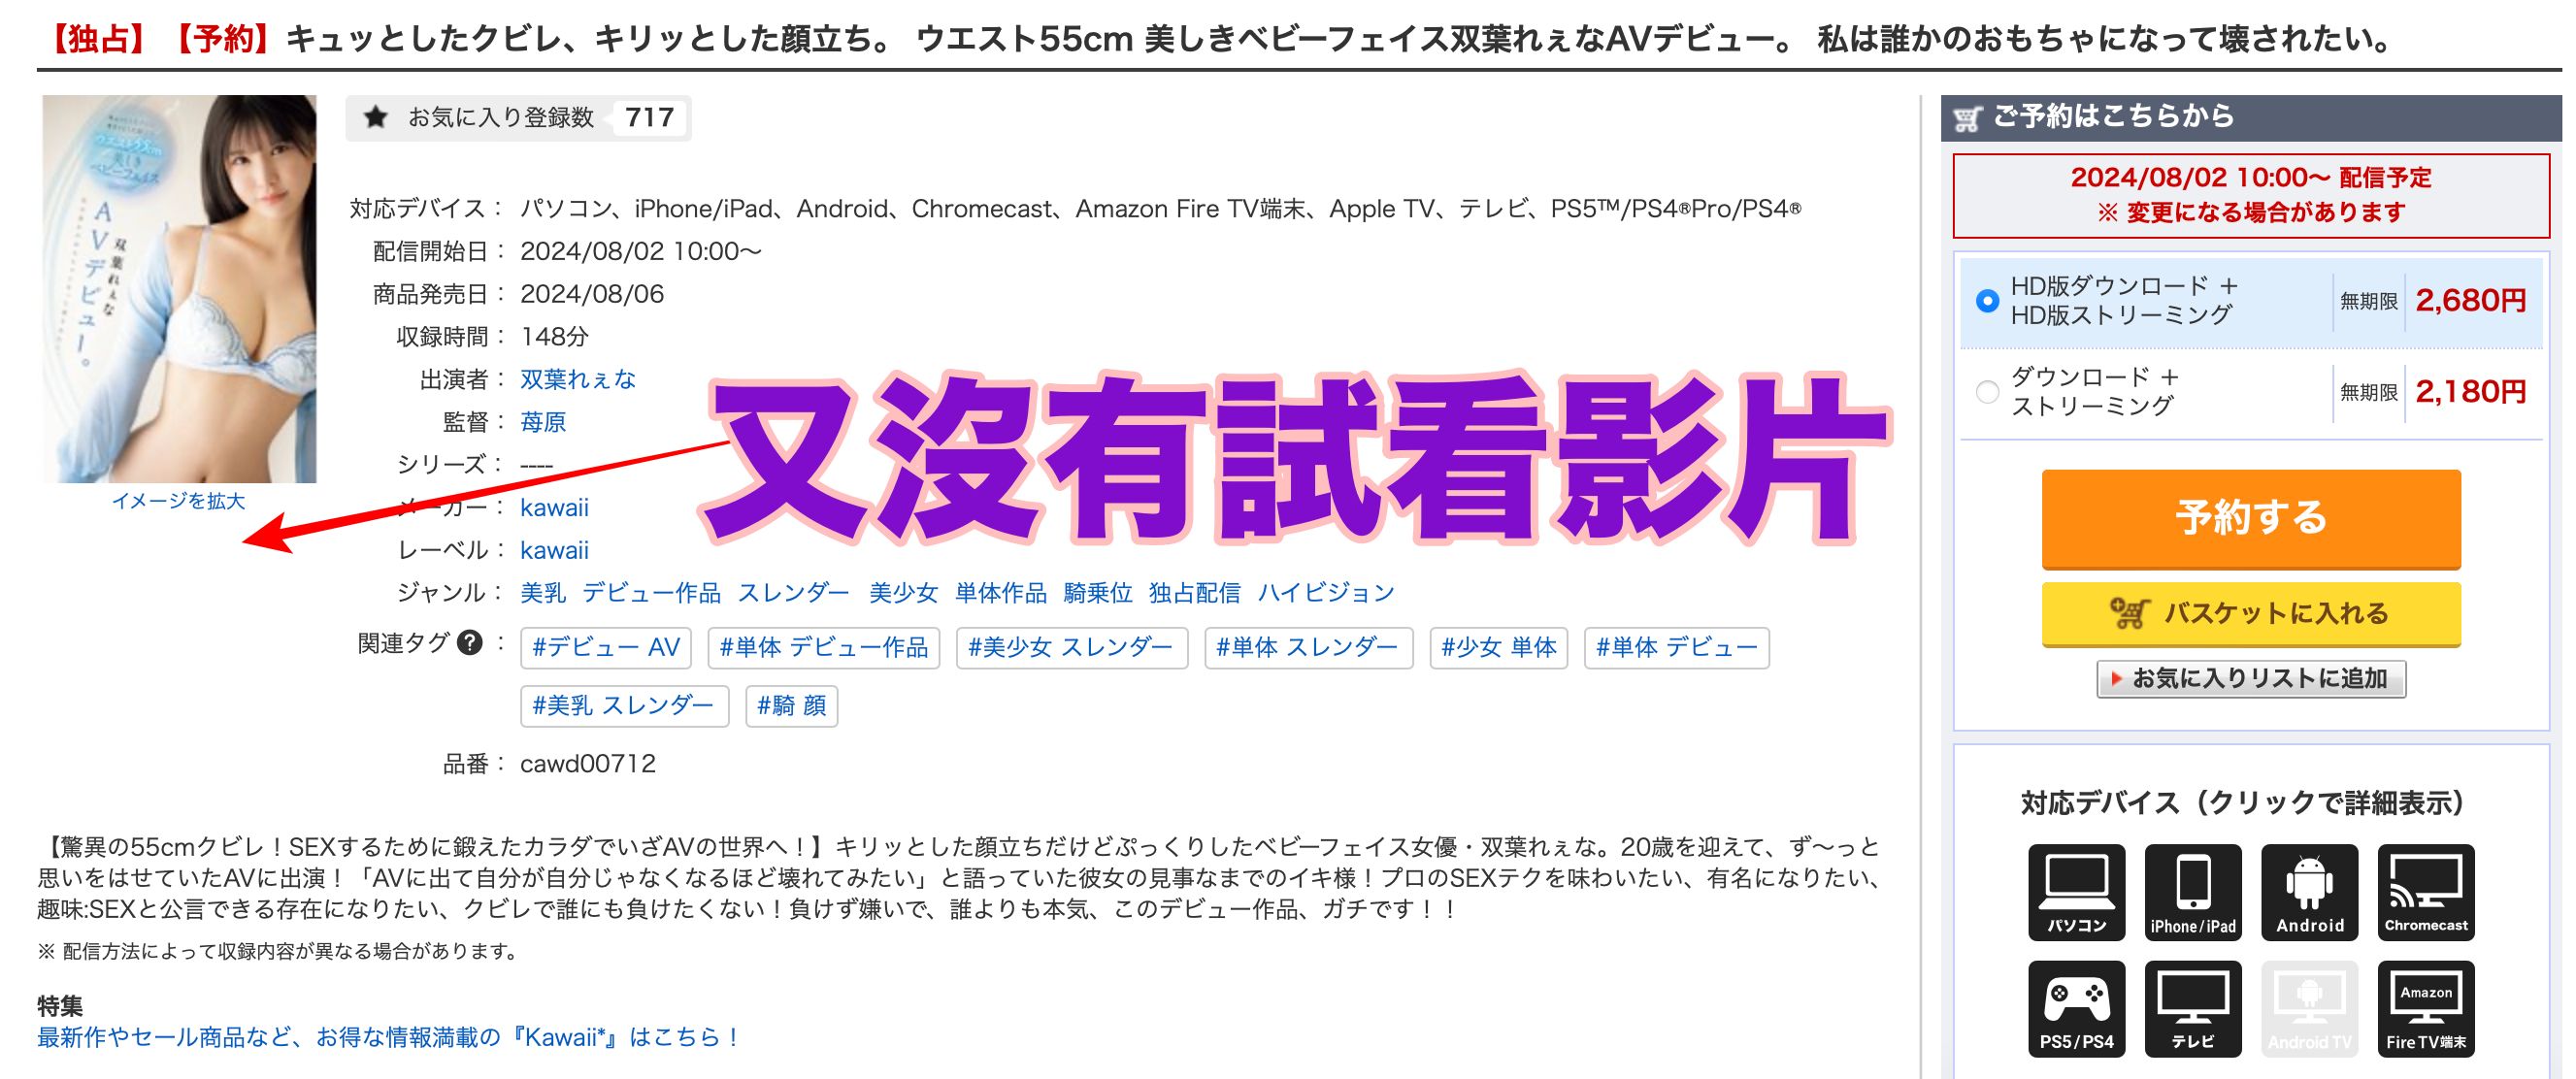 【独占】【予約】キュッとしたクビレ、キリッとした顔立ち。 ウエスト55cm 美しきベビーフェイス双葉れぇなAVデビュー。 私は誰かのおもちゃになって壊されたい。
ウエスト55cm
美しき
ベビーフェイス
双葉れぇな
AVデビュー。
イメージを拡大
お気に入り登録数 717
対応デバイス： パソコン、iPhone/iPad、Android、Chromecast、Amazon Fire TV端末、Apple TV、テレビ、PS5™/PS4®Pro/PS4®
配信開始日： 2024/08/02 10:00〜
商品発売日： 2024/08/06
収録時間： 148分
出演者： 双葉れぇな
監督： 苺原
シリーズ： ----
メーカー： kawaii
レーベル： kawaii
ジャンル： 美乳 デビュー作品 スレンダー 美少女 単体作品 騎乗位 独占配信 ハイビジョン
関連タグ ? ： #デビュー AV #単体 デビュー作品 #美少女 スレンダー #単体 スレンダー #少女 単体 #単体 デビュー
#美乳 スレンダー #騎 顔
品番： cawd00712
又沒有試看影片
【驚異の55cmクビレ！SEXするために鍛えたカラダでいざAVの世界へ！】キリッとした顔立ちだけどぷっくりしたベビーフェイス女優・双葉れぇな。20歳を迎えて、ず〜っと
思いをはせていたAVに出演！「AVに出て自分が自分じゃなくなるほど壊れてみたい」と語っていた彼女の見事なまでのイキ様！プロのSEXテクを味わいたい、有名になりたい、
趣味:SEXと公言できる存在になりたい、クビレで誰にも負けたくない！負けず嫌いで、誰よりも本気、このデビュー作品、ガチです！！
※ 配信方法によって収録内容が異なる場合があります。
特集
最新作やセール商品など、お得な情報満載の『Kawaii*』はこちら！
ご予約はこちらから
2024/08/02 10:00〜 配信予定
※ 変更になる場合があります
HD版ダウンロード ＋
HD版ストリーミング 無期限 2,680円
ダウンロード ＋
ストリーミング 無期限 2,180円
予約する
バスケットに入れる
お気に入りリストに追加
対応デバイス（クリックで詳細表示）
パソコン iPhone/iPad Android Chromecast
Amazon
PS5/PS4 テレビ Android TV Fire TV端末